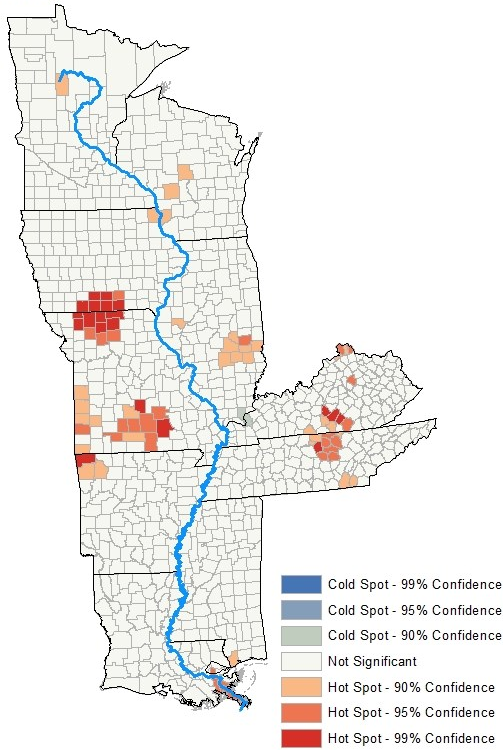 Cold Spot - 99% Confidence
Cold Spot - 95% Confidence
Cold Spot - 90% Confidence
Not Significant
Hot Spot - 90% Confidence
Hot Spot - 95% Confidence
Hot Spot - 99% Confidence